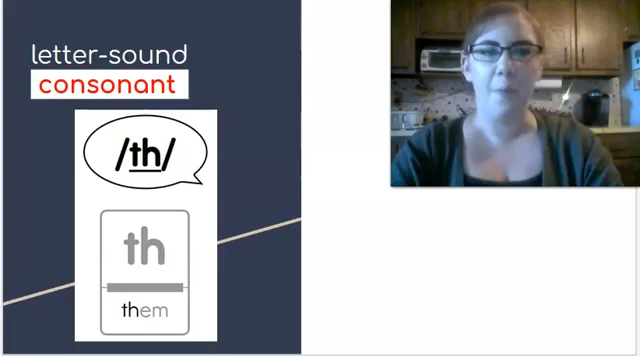 letter-sound
consonant
/th/
th
them